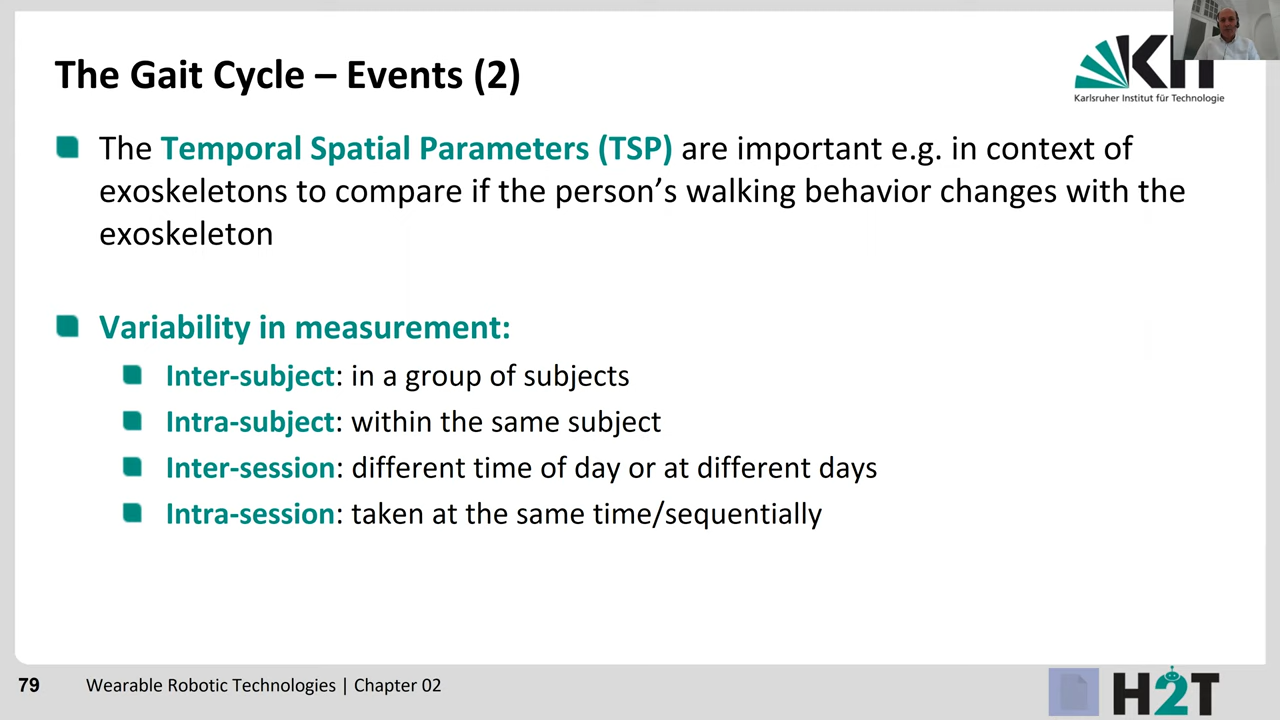 The Gait Cycle – Events (2)
KIT
Karlsruher Institut für Technologie
The Temporal Spatial Parameters (TSP) are important e.g. in context of
exoskeletons to compare if the person's walking behavior changes with the
exoskeleton
Variability in measurement:
Inter-subject: in a group of subjects
Intra-subject: within the same subject
Inter-session: different time of day or at different days
Intra-session: taken at the same time/sequentially
79
Wearable Robotic Technologies | Chapter 02
H2T